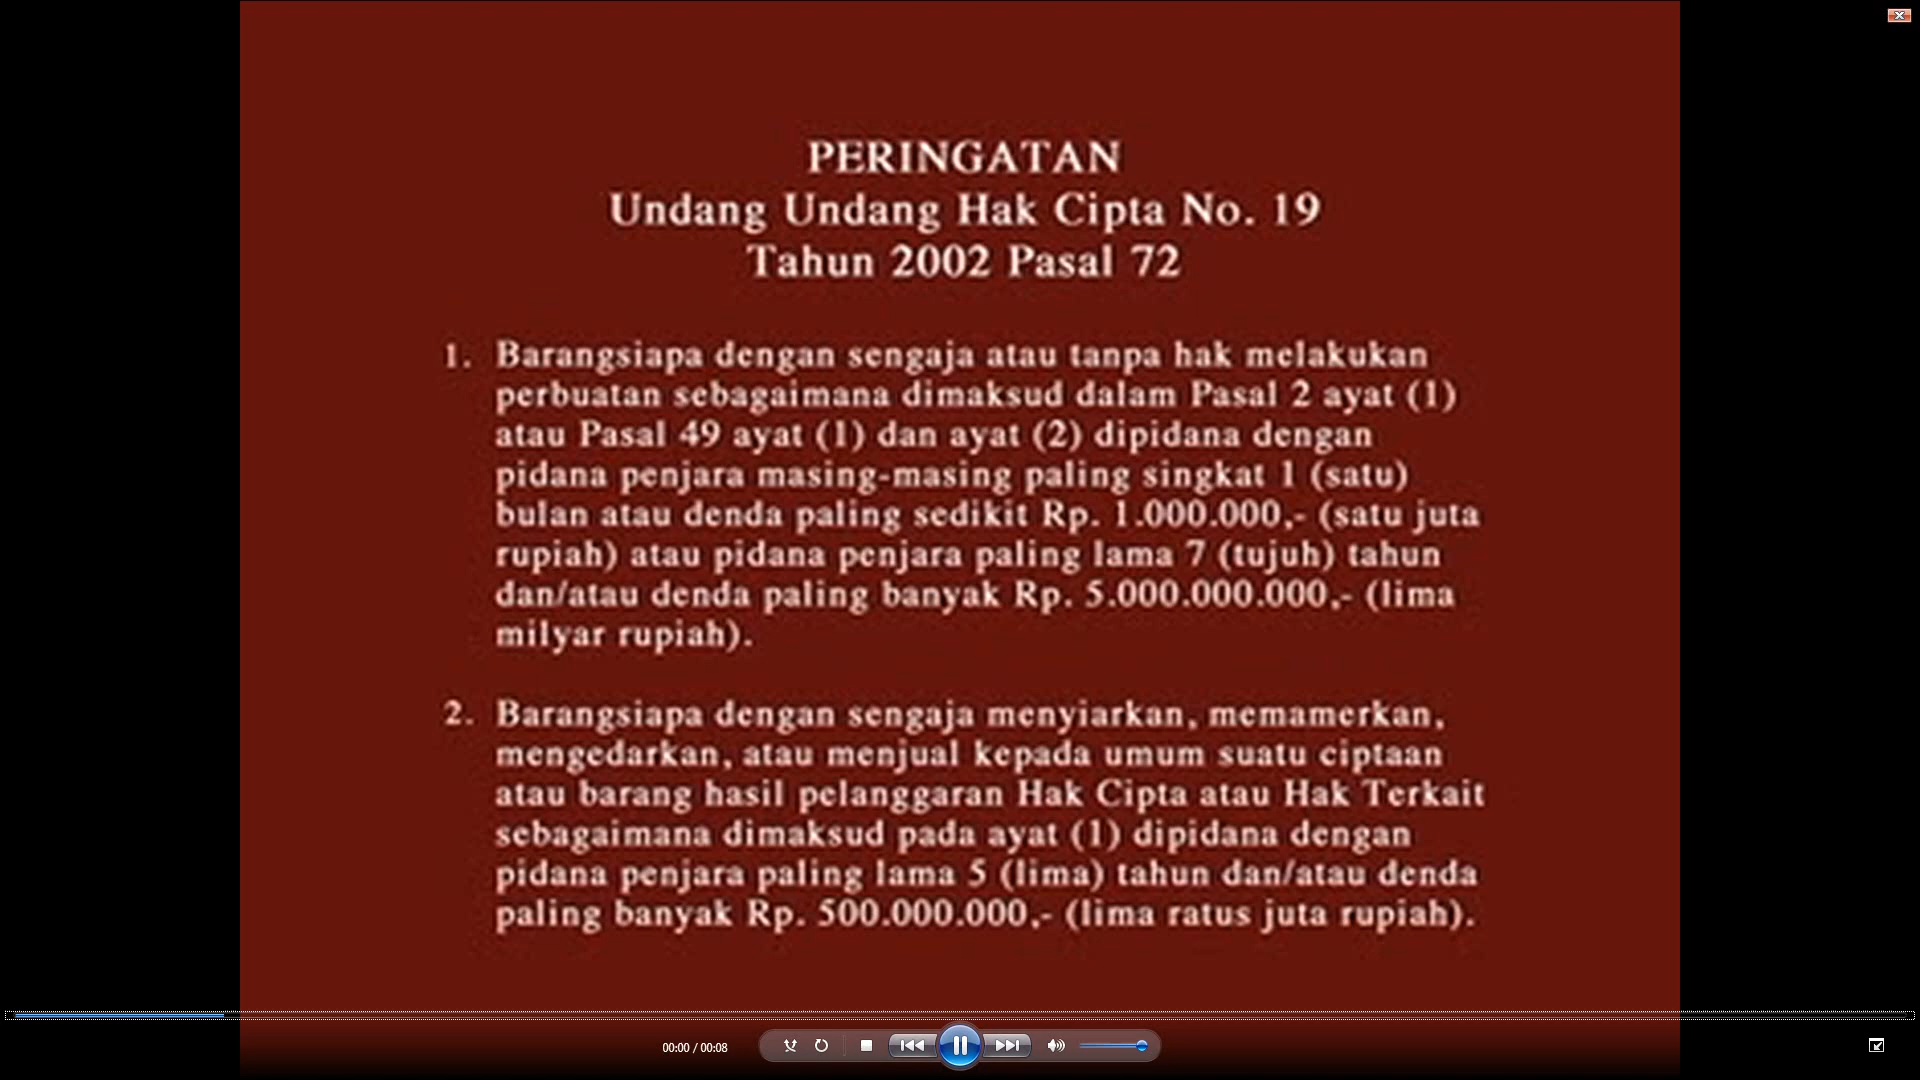 PERINGATAN
Undang Undang Hak Cipta No. 19
Tahun 2002 Pasal 72
1. Barangsiapa dengan sengaja atau tanpa hak melakukan
perbuatan sebagaimana dimaksud dalam Pasal 2 ayat (1)
atau Pasal 49 ayat (1) dan ayat (2) dipidana dengan
pidana penjara masing-masing paling singkat 1 (satu)
bulan atau denda paling sedikit Rp. 1.000.000,- (satu juta
rupiah) atau pidana penjara paling lama 7 (tujuh) tahun
dan/atau denda paling banyak Rp. 5.000.000.000,- (lima
milyar rupiah).
2. Barangsiapa dengan sengaja menyiarkan, memamerkan,
mengedarkan, atau menjual kepada umum suatu ciptaan
atau barang hasil pelanggaran Hak Cipta atau Hak Terkait
sebagaimana dimaksud pada ayat (1) dipidana dengan
pidana penjara paling lama 5 (lima) tahun dan/atau denda
paling banyak Rp. 500.000.000,- (lima ratus juta rupiah).
00:00 / 00:08